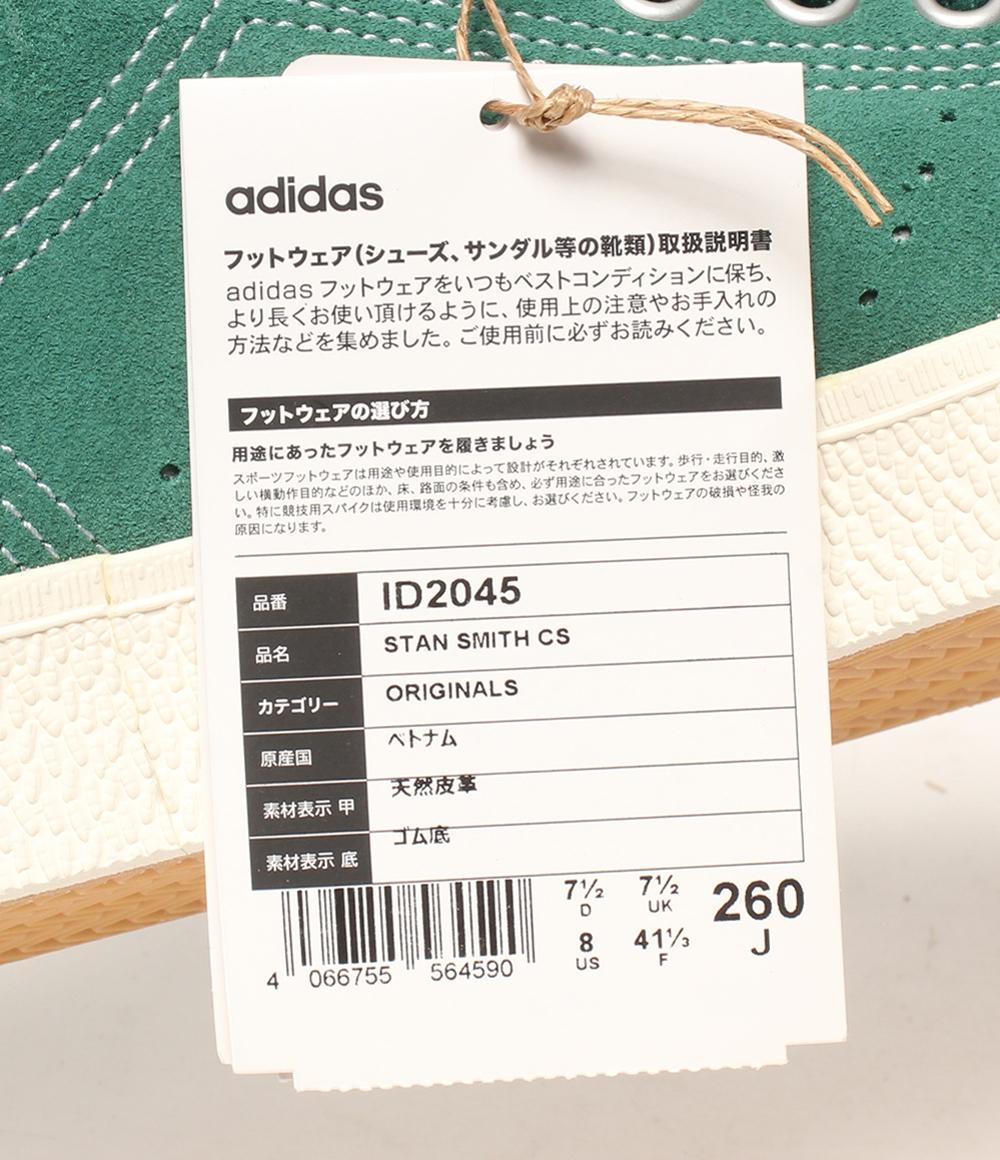 adidas
フットウェア(シューズ、サンダル等の靴類)取扱説明書
adidas フットウェアをいつもベストコンディションに保ち、
より長くお使い頂けるように、使用上の注意やお手入れの
方法などを集めました。ご使用前に必ずお読みください。
フットウェアの選び方
用途にあったフットウェアを履きましょう
スポーツフットウェアは用途や使用目的によって設計がそれぞれされています。歩行・走行目的、激
しい横動作目的などのほか、床、路面の条件も含め、必ず用途に合ったフットウェアをお選びくださ
い。特に競技用スパイクは使用環境を十分に考慮し、お選びください。フットウェアの破損や怪我の
原因になります。
品番 ID2045
品名 STAN SMITH CS
カテゴリー ORIGINALS
原産国 ベトナム
素材表示 甲 天然皮革
素材表示 底 ゴム底
7½ 7½ 260
D UK J
8 41⅓
US F
4 066755 564590